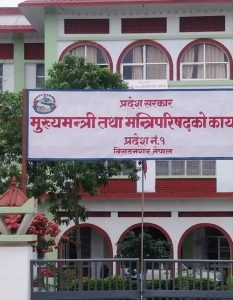 प्रदेश सरकार
मुख्यमन्त्री तथा मन्त्रिपरिषद्को
प्रदेश नं. १
बिराटनगर, नेपाल